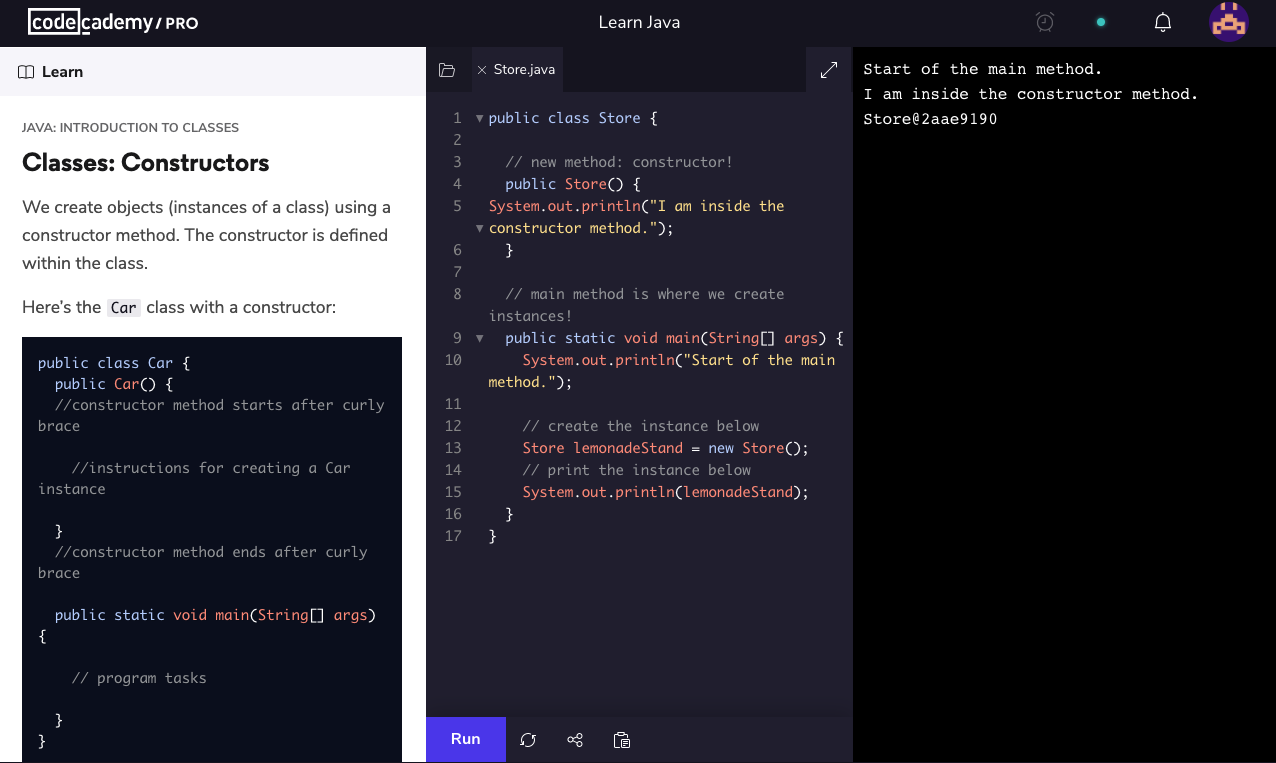 codecademy/PRO
Learn Java
Learn
JAVA: INTRODUCTION TO CLASSES
Classes: Constructors
We create objects (instances of a class) using a
constructor method. The constructor is defined
within the class.
Here’s the Car class with a constructor:
public class Car {
  public Car() {
  //constructor method starts after curly
brace
    //instructions for creating a Car
instance
  }
  //constructor method ends after curly
brace
  public static void main(String[] args)
{
    // program tasks
  }
}
Store.java
1 public class Store {
2
3   // new method: constructor!
4   public Store() {
5 System.out.println("I am inside the
constructor method.");
6   }
7
8   // main method is where we create
instances!
9   public static void main(String[] args) {
10     System.out.println("Start of the main
method.");
11
12     // create the instance below
13     Store lemonadeStand = new Store();
14     // print the instance below
15     System.out.println(lemonadeStand);
16   }
17 }
Run
Start of the main method.
I am inside the constructor method.
Store@2aae9190